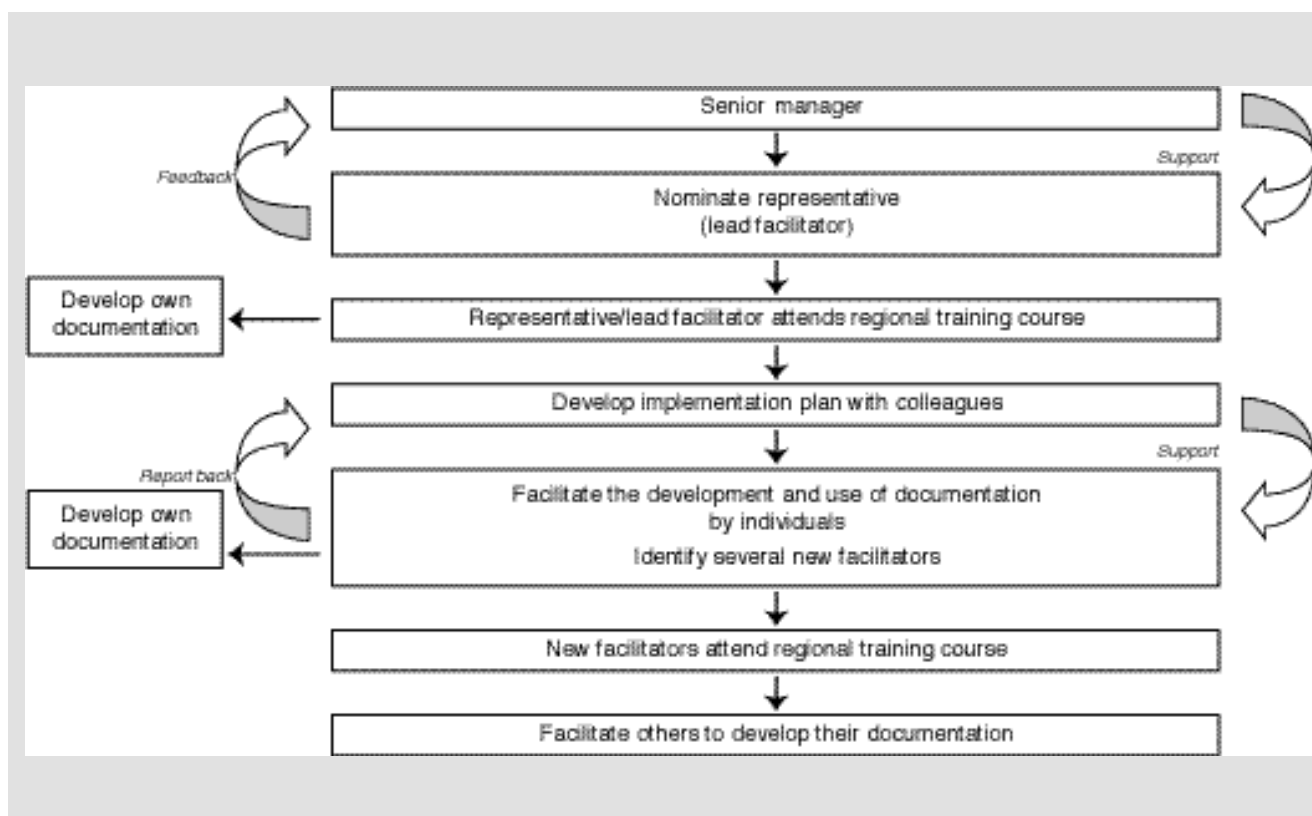 Senior manager
Feedback
Support
Nominate representative
(lead facilitator)
Develop own
documentation
Representative/lead facilitator attends regional training course
Develop implementation plan with colleagues
Report back
Support
Develop own
documentation
Facilitate the development and use of documentation
by individuals
Identify several new facilitators
New facilitators attend regional training course
Facilitate others to develop their documentation